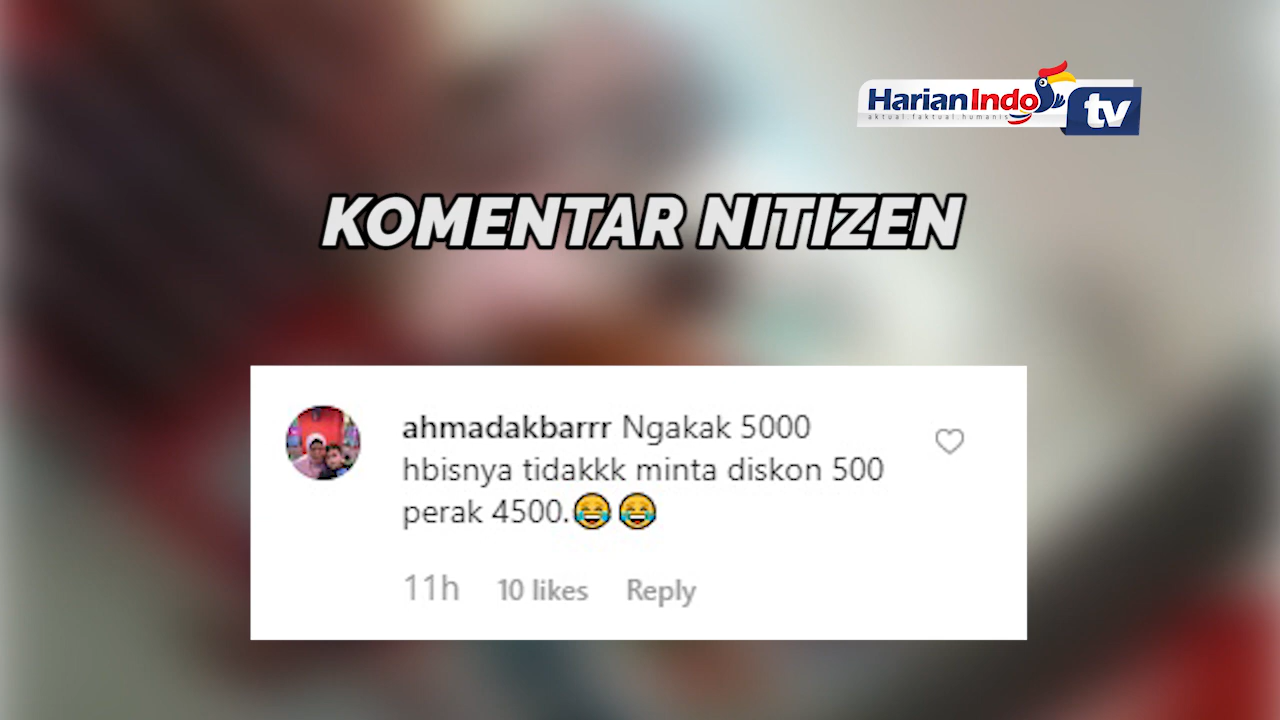 HarianIndo tv
aktual.faktual.humanis
KOMENTAR NITIZEN
ahmadakbarrr Ngakak 5000
hbisnya tidakkk minta diskon 500
perak 4500.😂😂
11h 10 likes Reply